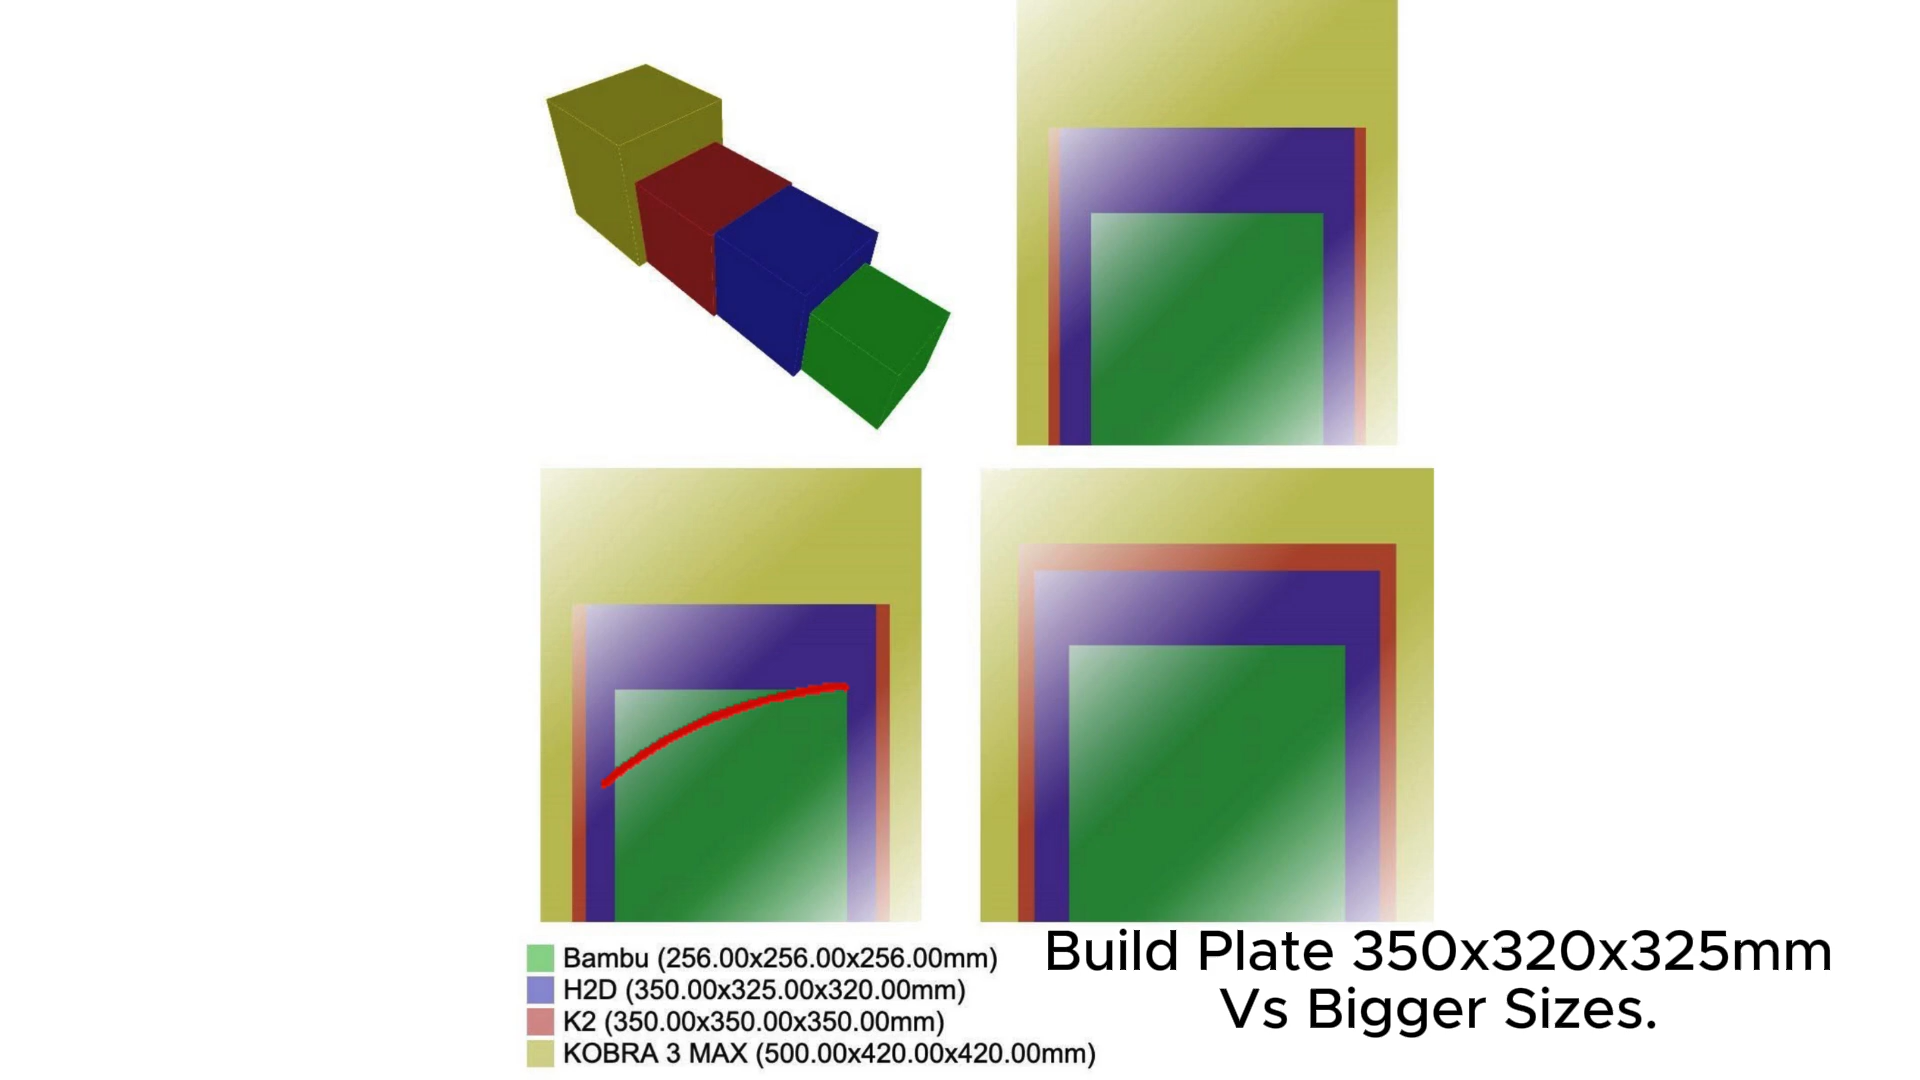 Bambu (256.00x256.00x256.00mm)
H2D (350.00x325.00x320.00mm)
K2 (350.00x350.00x350.00mm)
KOBRA 3 MAX (500.00x420.00x420.00mm)
Build Plate 350x320x325mm
Vs Bigger Sizes.